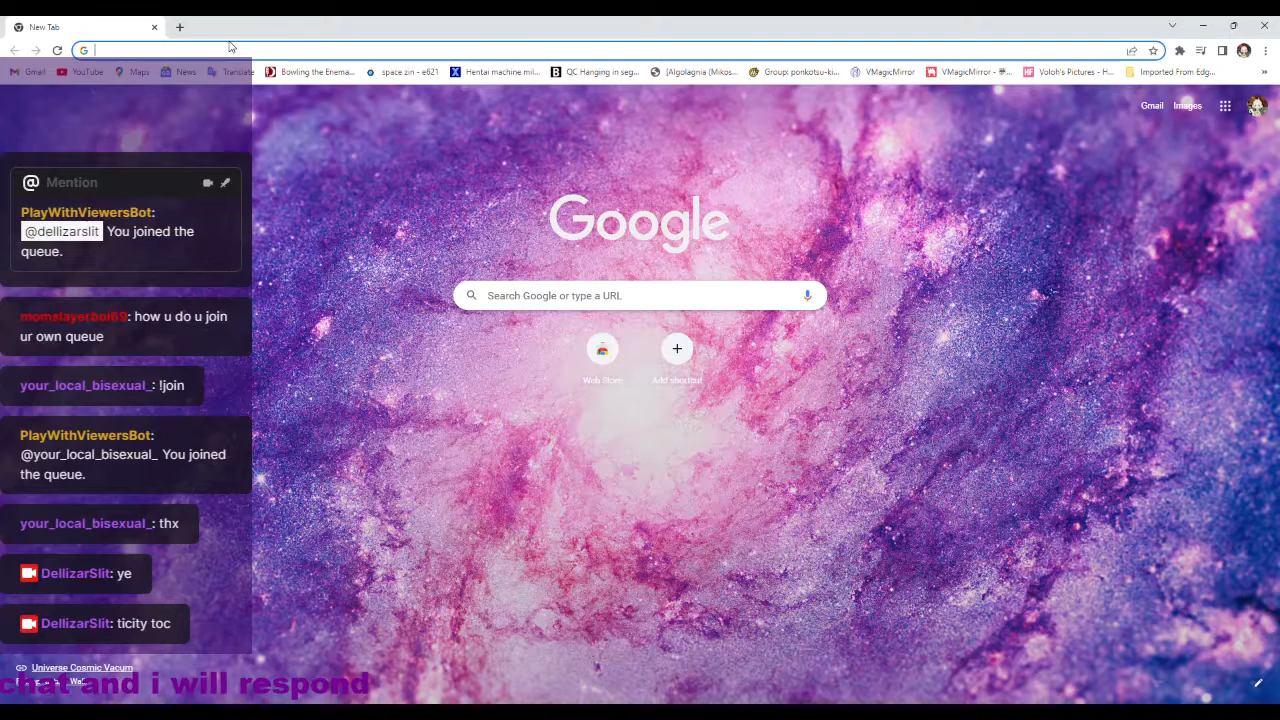 New Tab
Gmail
YouTube
Maps
News
Translate
Bowling the Enema...
space zin - e621
Hentai machine mil...
QC Hanging in seg...
[Algolagnia (Mikos...
Group: ponkotsu-ki...
VMagicMirror
VMagicMirror - 夢...
Voloh's Pictures - H...
Imported From Edg...
»
Gmail
Images
Google
Search Google or type a URL
Web Store
Add shortcut
@ Mention
PlayWithViewersBot:
@dellizarslit You joined the
queue.
momslayerboi69: how u do u join
ur own queue
your_local_bisexual_: !join
PlayWithViewersBot:
@your_local_bisexual_ You joined
the queue.
your_local_bisexual_: thx
DellizarSlit: ye
DellizarSlit: ticity toc
Universe Cosmic Vacum
chat and i will respond